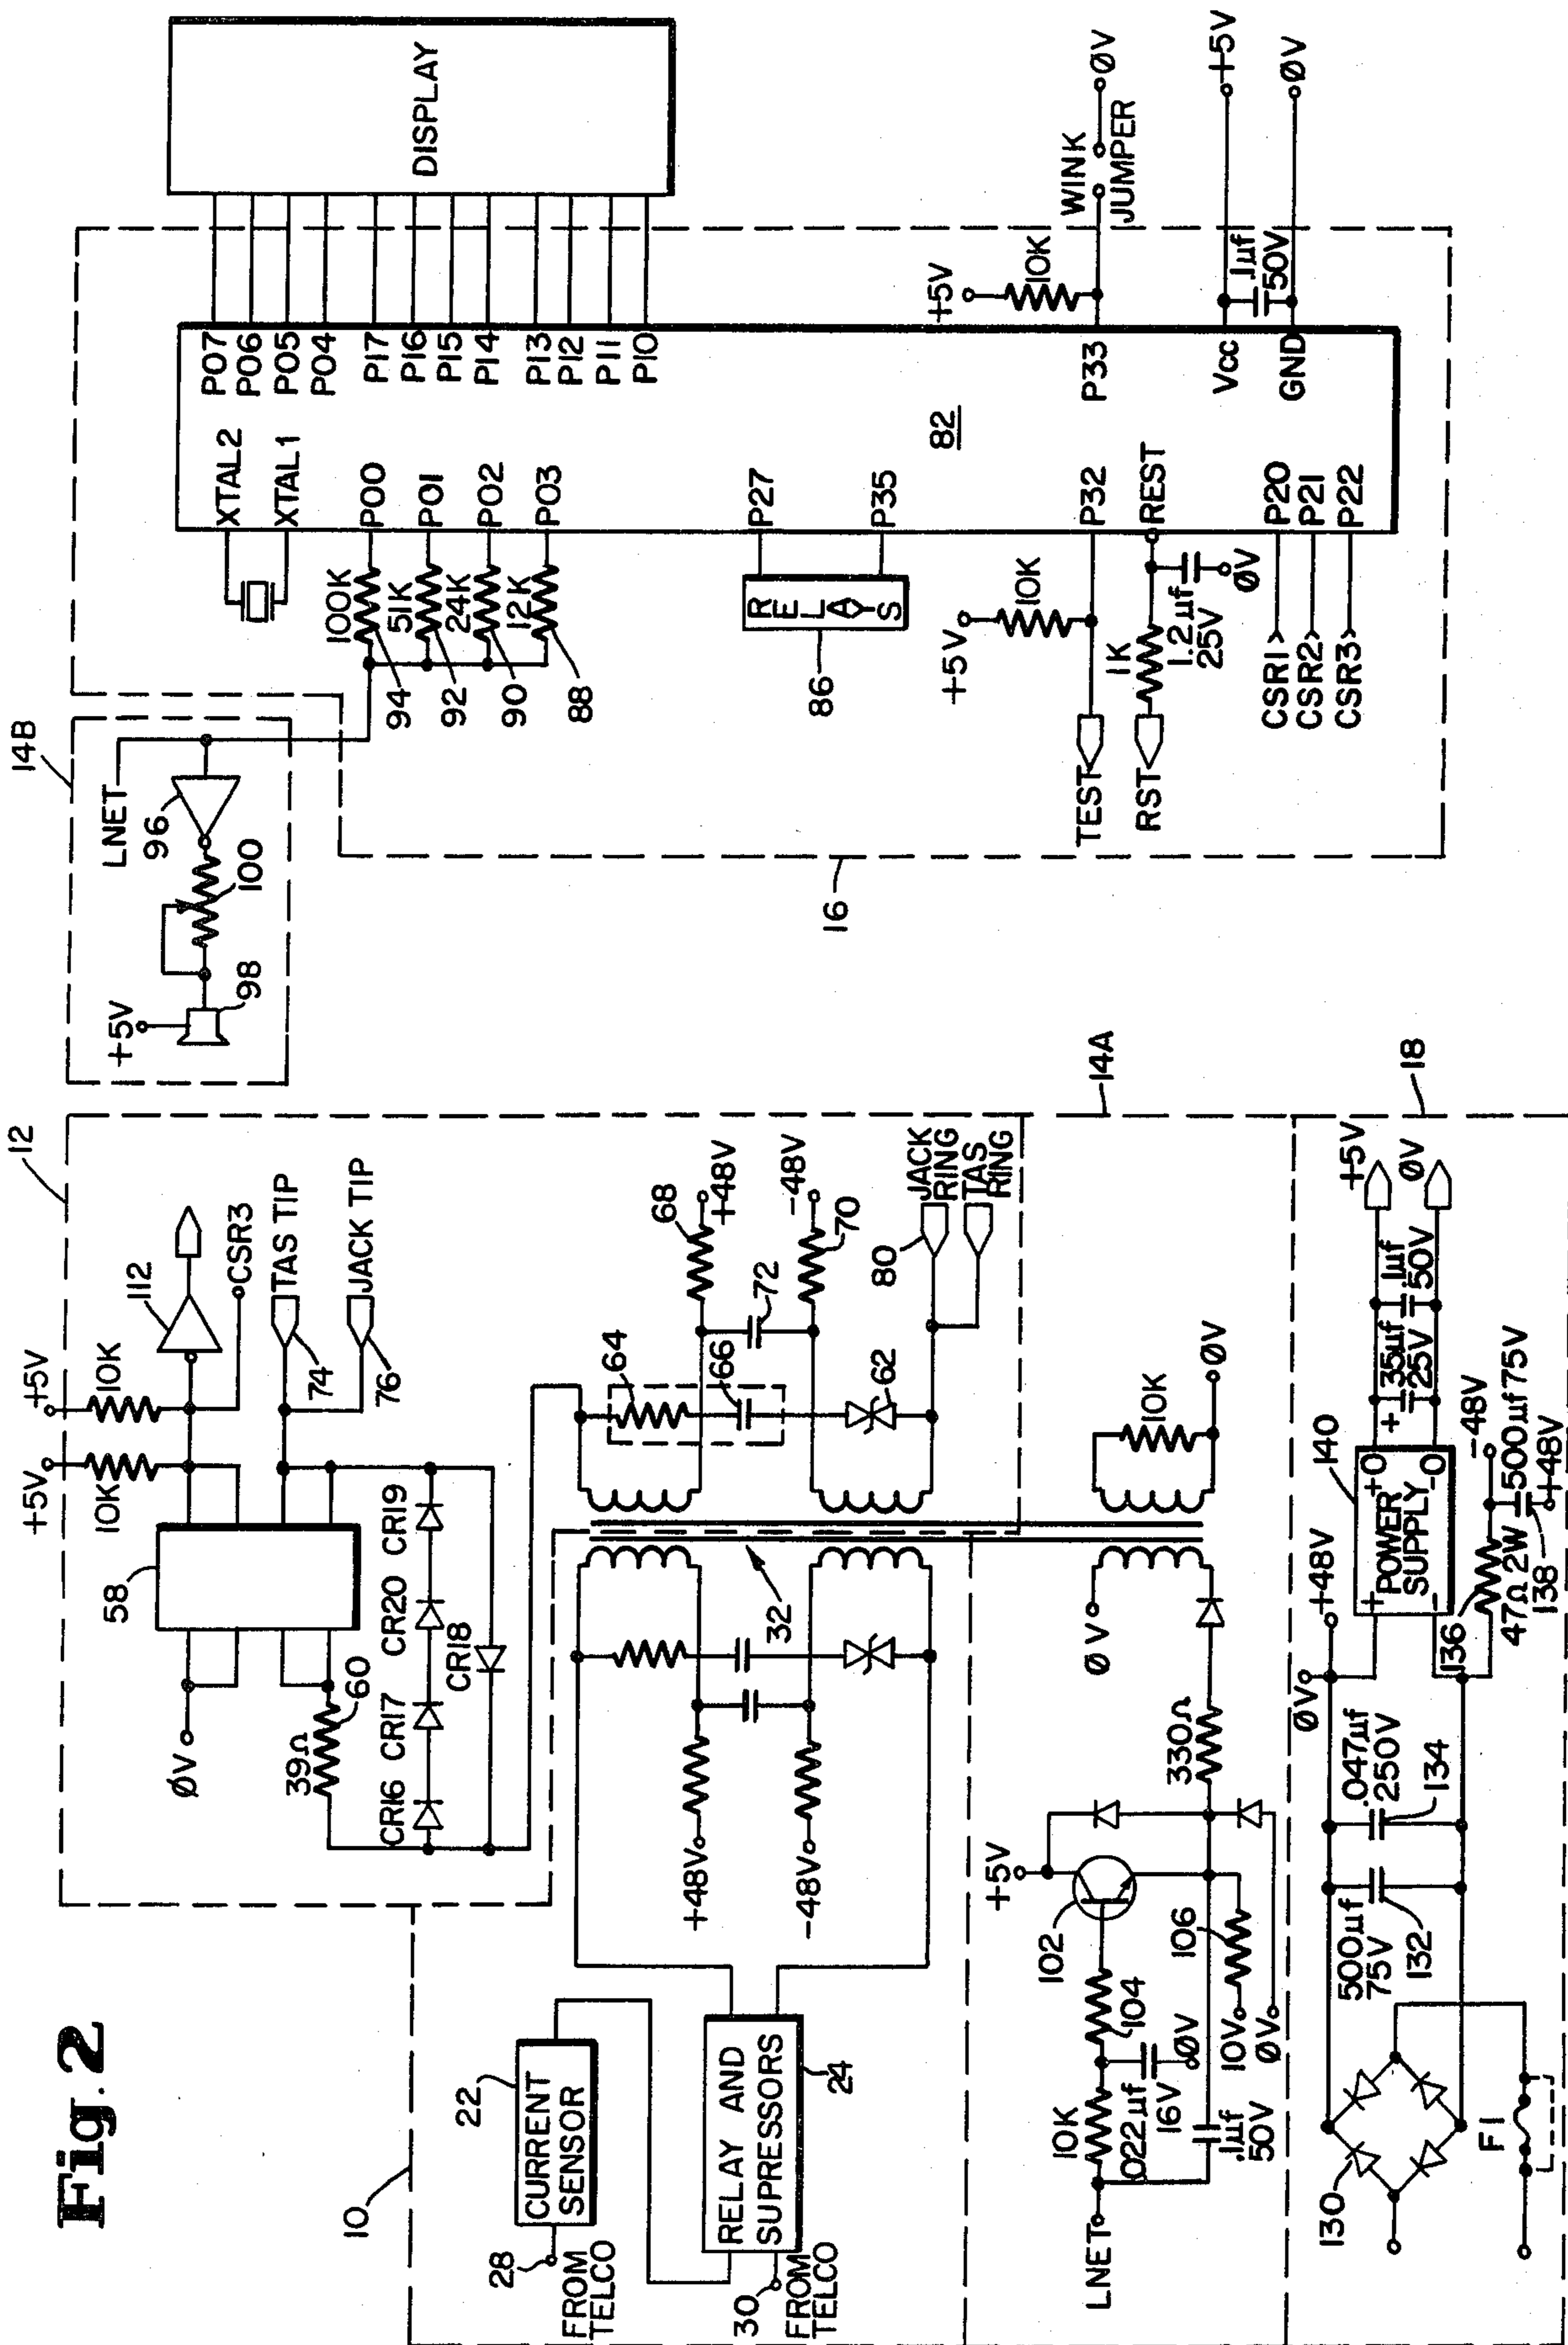 Fig. 2
10
12
+5V
+5V
10K
10K
112
CSR3
58
TAS TIP
JACK TIP
74
76
ØV
39Ω
60
CR16
CR17
CR20
CR19
CR18
22
CURRENT
SENSOR
28
FROM
TELCO
RELAY AND
SUPRESSORS
24
30
FROM
TELCO
+48V
-48V
32
64
66
68
+48V
72
-48V
70
62
80
JACK
RING
TAS
RING
14A
LNET
10K
.022µf
16V
ØV
104
102
+5V
.1µf
50V
106
10V
ØV
330Ω
ØV
10K
ØV
18
130
F1
500µf
75V
132
.047µf
250V
134
ØV
+48V
140
+
+O
POWER
SUPPLY
-
-O
136
47Ω 2W
138
500µf 75V
-48V
+48V
+
35µf
25V
.1µf
50V
+5V
ØV
14B
LNET
96
100
98
+5V
16
XTAL2
XTAL1
P00
P01
P02
P03
100K
51K
24K
12K
94
92
90
88
P27
P35
RELAYS
86
82
+5V
10K
TEST
P32
RST
1K
REST
1.2µf
25V
ØV
CSR1
CSR2
CSR3
P20
P21
P22
P07
P06
P05
P04
P17
P16
P15
P14
P13
P12
P11
P10
DISPLAY
+5V
10K
P33
WINK
JUMPER
ØV
Vcc
GND
.1µf
50V
+5V
ØV